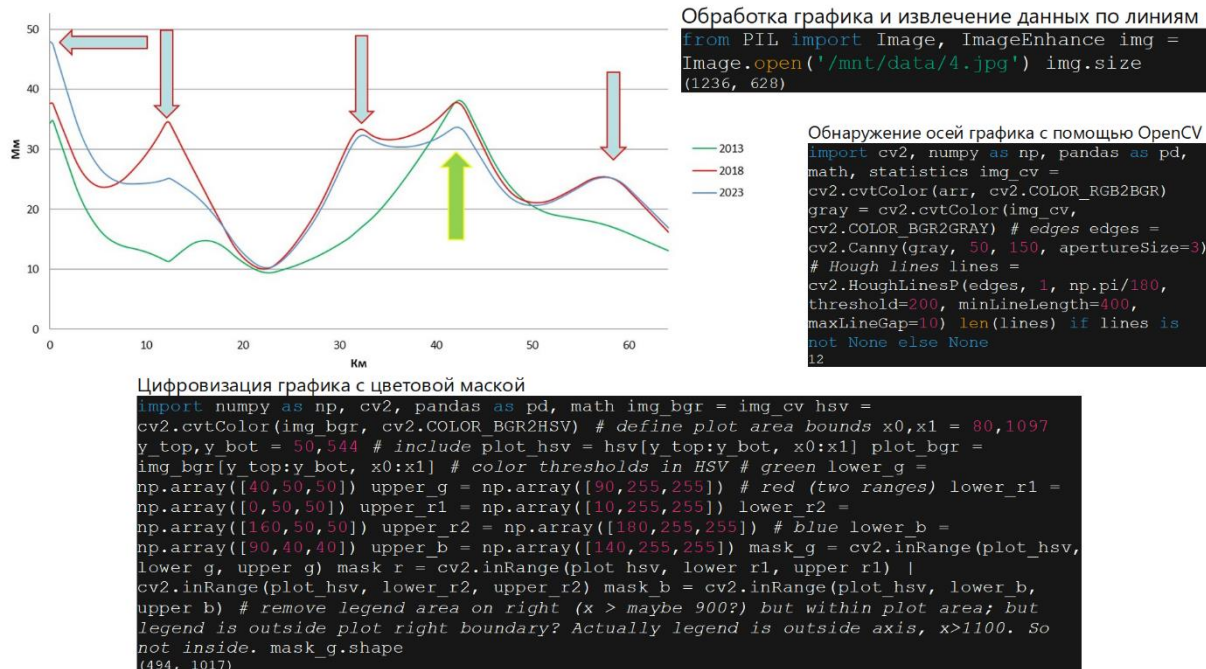 50
40
30
20
10
0
Мм
0
10
20
30
40
50
60
Км
2013
2018
2023
Обработка графика и извлечение данных по линиям
from PIL import Image, ImageEnhance img =
Image.open('/mnt/data/4.jpg') img.size
(1236, 628)
Обнаружение осей графика с помощью OpenCV
import cv2, numpy as np, pandas as pd,
math, statistics img_cv =
cv2.cvtColor(arr, cv2.COLOR_RGB2BGR)
gray = cv2.cvtColor(img_cv,
cv2.COLOR_BGR2GRAY) # edges edges =
cv2.Canny(gray, 50, 150, apertureSize=3)
# Hough lines lines =
cv2.HoughLinesP(edges, 1, np.pi/180,
threshold=200, minLineLength=400,
maxLineGap=10) len(lines) if lines is
not None else None
12
Цифровизация графика с цветовой маской
import numpy as np, cv2, pandas as pd, math img_bgr = img_cv hsv =
cv2.cvtColor(img_bgr, cv2.COLOR_BGR2HSV) # define plot area bounds x0,x1 = 80,1097
y_top,y_bot = 50,544 # include plot_hsv = hsv[y_top:y_bot, x0:x1] plot_bgr =
img_bgr[y_top:y_bot, x0:x1] # color thresholds in HSV # green lower_g =
np.array([40,50,50]) upper_g = np.array([90,255,255]) # red (two ranges) lower_r1 =
np.array([0,50,50]) upper_r1 = np.array([10,255,255]) lower_r2 =
np.array([160,50,50]) upper_r2 = np.array([180,255,255]) # blue lower_b =
np.array([90,40,40]) upper_b = np.array([140,255,255]) mask_g = cv2.inRange(plot_hsv,
lower_g, upper_g) mask_r = cv2.inRange(plot_hsv, lower_r1, upper_r1) |
cv2.inRange(plot_hsv, lower_r2, upper_r2) mask_b = cv2.inRange(plot_hsv, lower_b,
upper_b) # remove legend area on right (x > maybe 900?) but within plot area; but
legend is outside plot right boundary? Actually legend is outside axis, x>1100. So
not inside. mask_g.shape
(494, 1017)